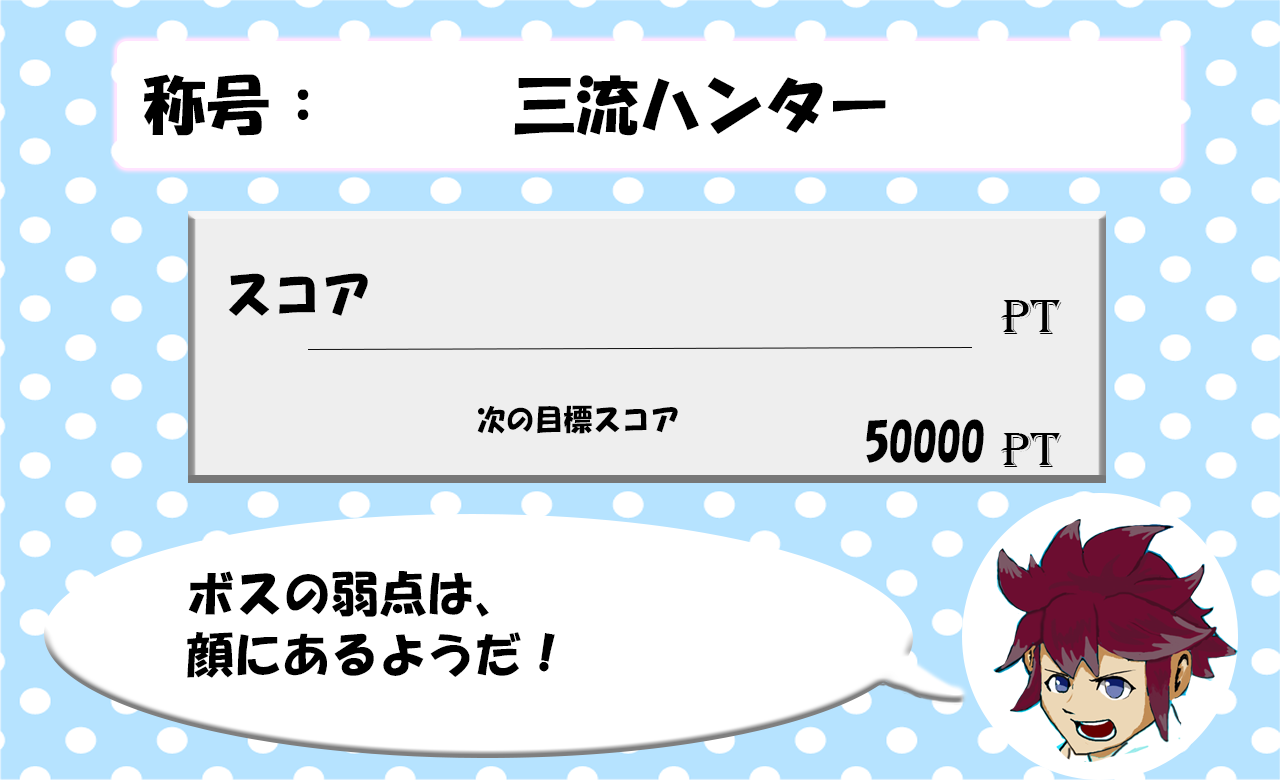 称号： 三流ハンター
スコア PT
次の目標スコア 50000 PT
ボスの弱点は、
顔にあるようだ！